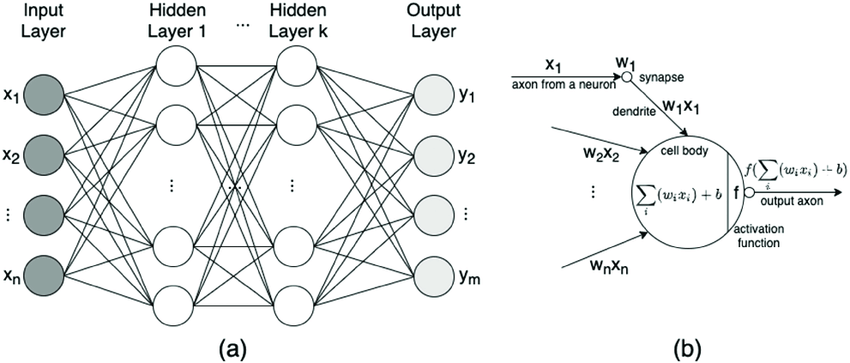 Input Layer
Hidden Layer 1
...
Hidden Layer k
Output Layer
x1
x2
⋮
xn
⋮
...
⋮
y1
y2
⋮
ym
(a)
x1
axon from a neuron
w1
synapse
dendrite
w1x1
w2x2
⋮
wnxn
cell body
∑i(wixi) + b
f
f(∑i(wixi) + b)
output axon
activation
function
(b)